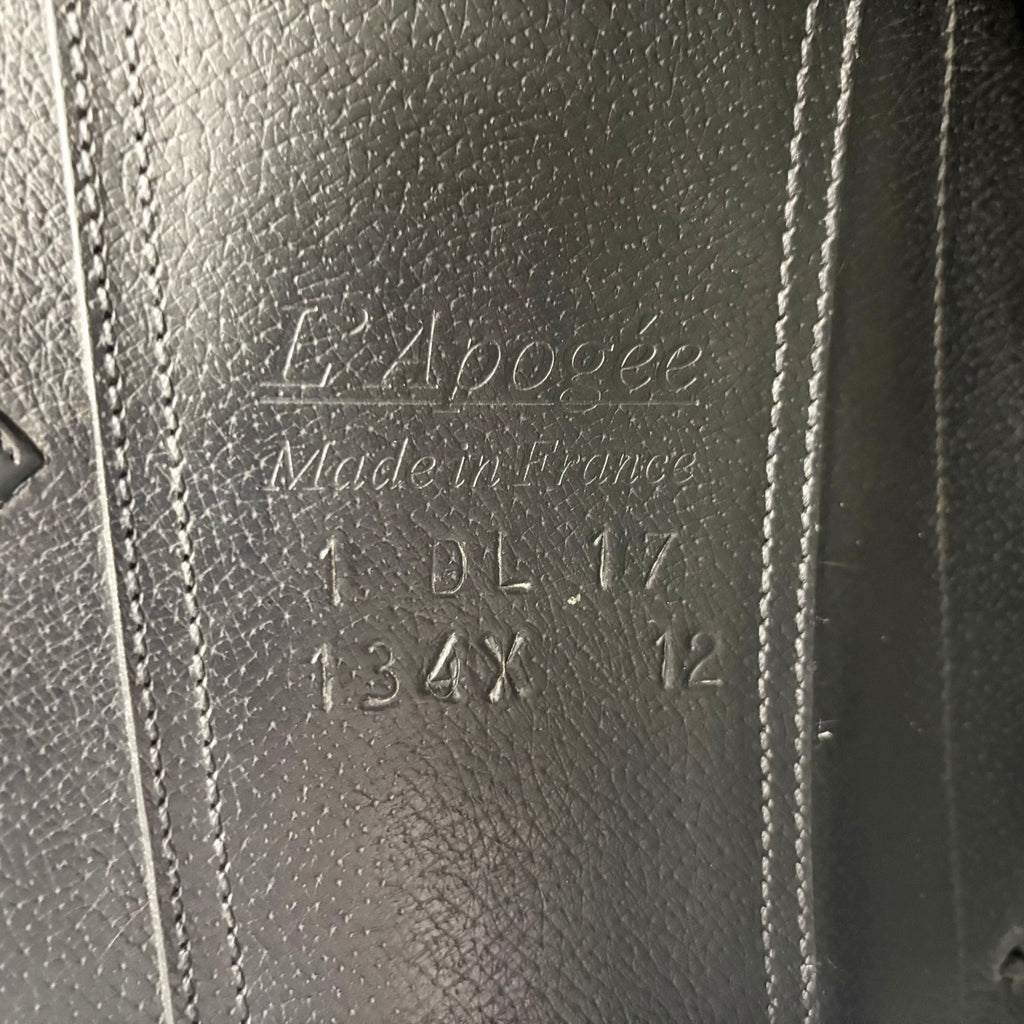 L'Apogée
Made in France
1 DL 17
134X 12